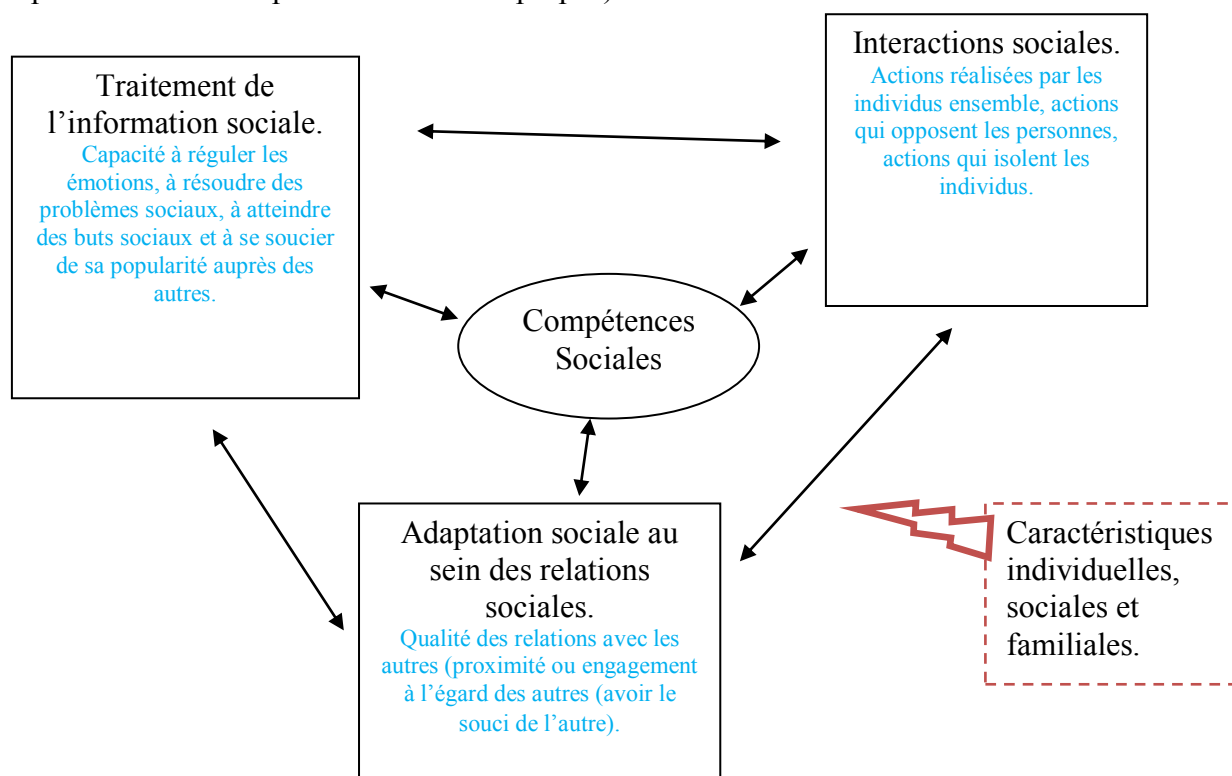 Interactions sociales.
Actions réalisées par les
individus ensemble, actions
qui opposent les personnes,
actions qui isolent les
individus.
Traitement de
l’information sociale.
Capacité à réguler les
émotions, à résoudre des
problèmes sociaux, à atteindre
des buts sociaux et à se soucier
de sa popularité auprès des
autres.
Compétences
Sociales
Adaptation sociale au
sein des relations
sociales.
Qualité des relations avec les
autres (proximité ou engagement
à l’égard des autres (avoir le
souci de l’autre).
Caractéristiques
individuelles,
sociales et
familiales.